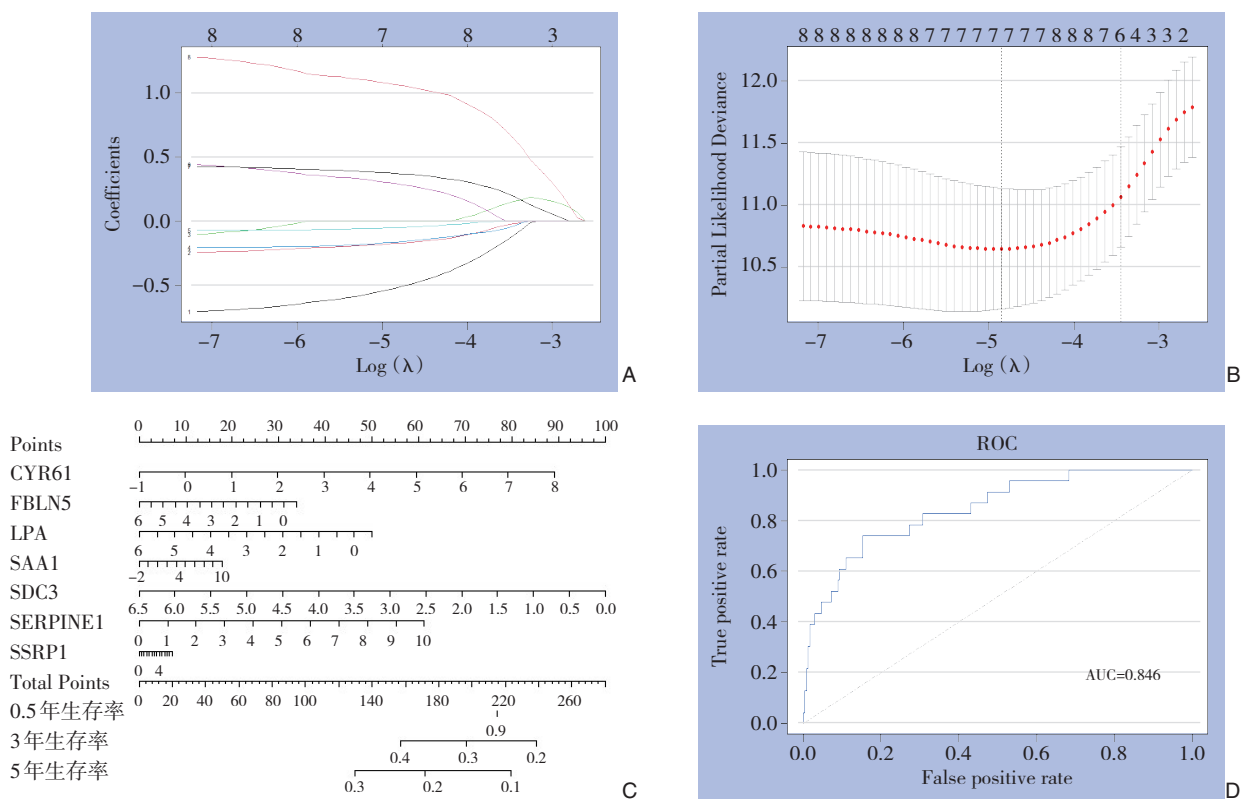 8 8 7 8 3
1.0
0.5
0.0
−0.5
Coefficients
−7 −6 −5 −4 −3
Log (λ)
A
8 8 8 8 8 8 8 8 7 7 7 7 7 7 7 7 8 8 8 7 6 4 3 3 2
12.0
11.5
11.0
10.5
Partial Likelihood Deviance
−7 −6 −5 −4 −3
Log (λ)
B
0 10 20 30 40 50 60 70 80 90 100
Points
CYR61
−1 0 1 2 3 4 5 6 7 8
FBLN5
6 5 4 3 2 1 0
LPA
6 5 4 3 2 1 0
SAA1
−2 4 10
SDC3
6.5 6.0 5.5 5.0 4.5 4.0 3.5 3.0 2.5 2.0 1.5 1.0 0.5 0.0
SERPINE1
0 1 2 3 4 5 6 7 8 9 10
SSRP1
0 4
Total Points
0 20 40 60 80 100 120 140 160 180 200 220 240 260
0.5年生存率
0.9
3年生存率
0.4 0.3 0.2
5年生存率
0.3 0.2 0.1
C
ROC
1.0
0.8
0.6
0.4
0.2
0.0
True positive rate
AUC=0.846
0.0 0.2 0.4 0.6 0.8 1.0
False positive rate
D